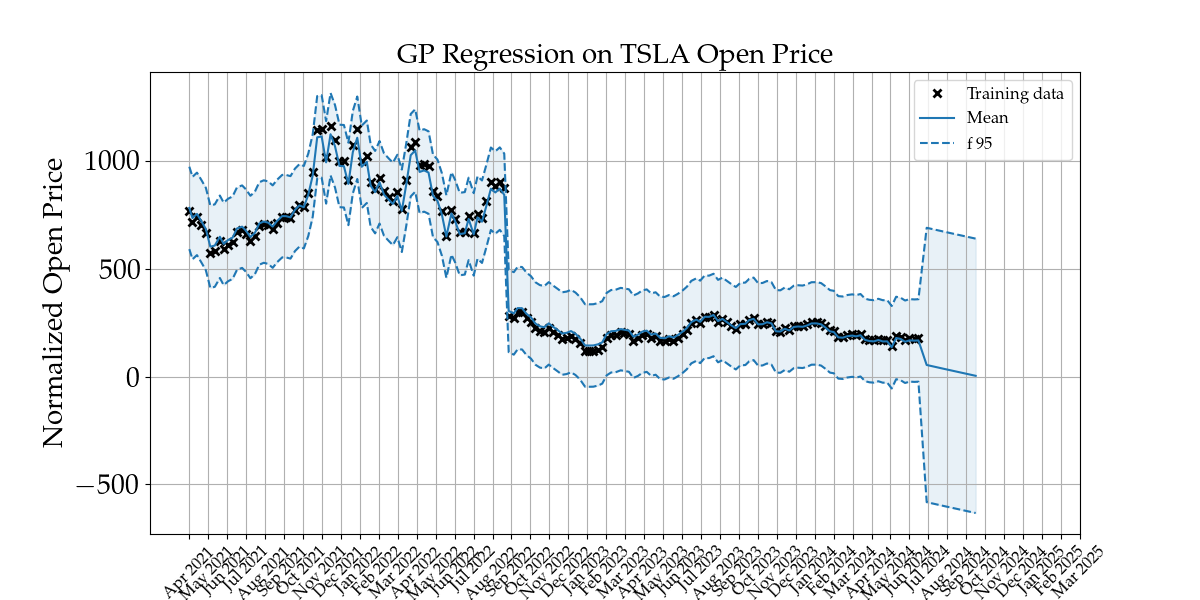 GP Regression on TSLA Open Price
Training data
Mean
f 95
Normalized Open Price
1000
500
0
−500
Apr 2021
May 2021
Jun 2021
Jul 2021
Aug 2021
Oct 2021
Nov 2021
Dec 2021
Jan 2022
Feb 2022
Mar 2022
Apr 2022
May 2022
Jun 2022
Jul 2022
Aug 2022
Sep 2022
Oct 2022
Nov 2022
Dec 2022
Jan 2023
Feb 2023
Mar 2023
Apr 2023
May 2023
Jun 2023
Jul 2023
Aug 2023
Sep 2023
Nov 2023
Dec 2023
Jan 2024
Feb 2024
Mar 2024
Apr 2024
May 2024
Jun 2024
Jul 2024
Aug 2024
Sep 2024
Oct 2024
Nov 2024
Dec 2024
Jan 2025
Feb 2025
Mar 2025